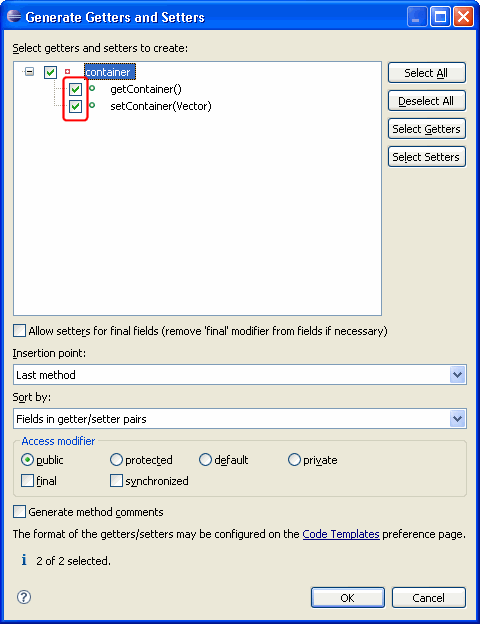 Generate Getters and Setters
Select getters and setters to create:
container
getContainer()
setContainer(Vector)
Select All
Deselect All
Select Getters
Select Setters
Allow setters for final fields (remove 'final' modifier from fields if necessary)
Insertion point:
Last method
Sort by:
Fields in getter/setter pairs
Access modifier
public protected default private
final synchronized
Generate method comments
The format of the getters/setters may be configured on the Code Templates preference page.
i 2 of 2 selected.
? OK Cancel